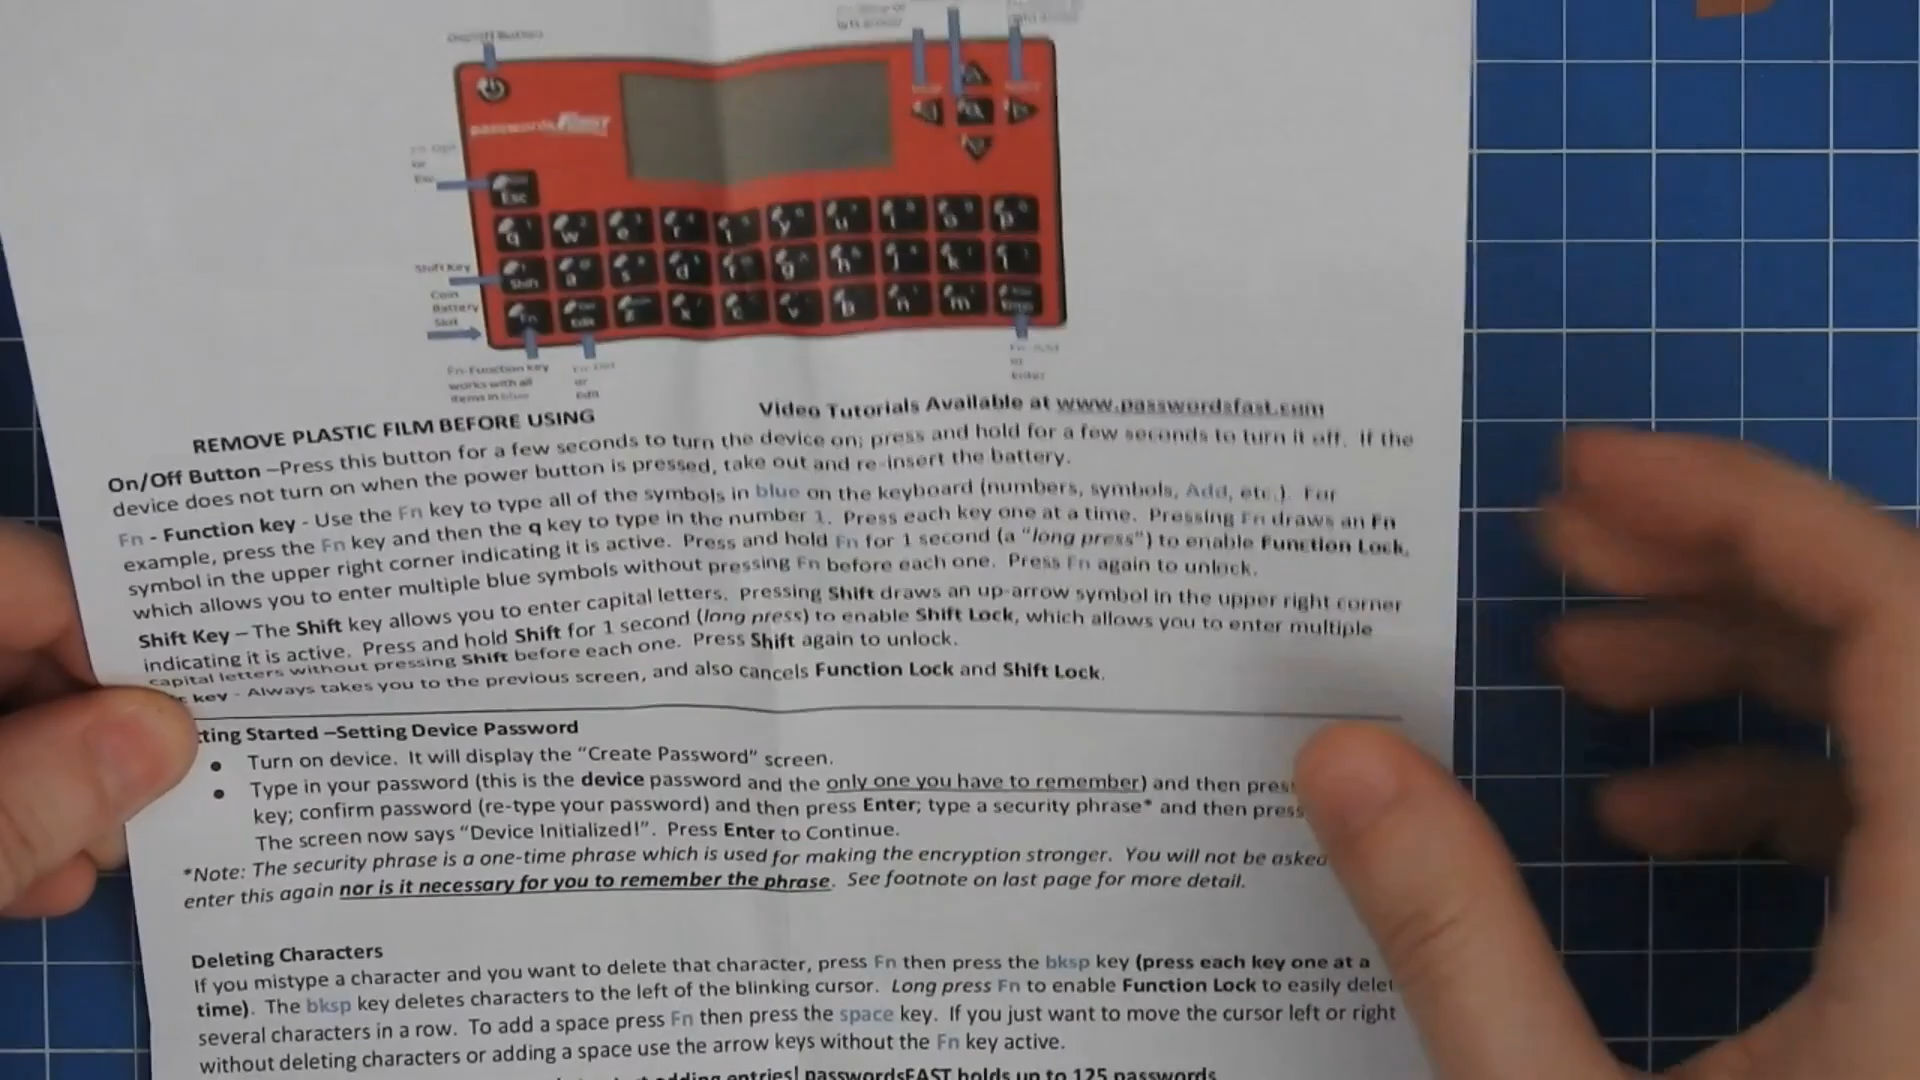 On/Off Button
passwordsFAST
Esc
Esc
q w e r t y u i o p
Shift Key
Shift a s d f g h j k l
Coin
Battery
Slot
Fn Edit z x c v B n m
Fn-Function key
works with all
items in blue
or
Edit
or
Enter
REMOVE PLASTIC FILM BEFORE USING
Video Tutorials Available at www.passwordsfast.com
On/Off Button –Press this button for a few seconds to turn the device on; press and hold for a few seconds to turn it off. If the
device does not turn on when the power button is pressed, take out and re-insert the battery.
Fn - Function key - Use the Fn key to type all of the symbols in blue on the keyboard (numbers, symbols, Add, etc.). For
example, press the Fn key and then the q key to type in the number 1. Press each key one at a time. Pressing Fn draws an Fn
symbol in the upper right corner indicating it is active. Press and hold Fn for 1 second (a "long press") to enable Function Lock,
which allows you to enter multiple blue symbols without pressing Fn before each one. Press Fn again to unlock.
Shift Key – The Shift key allows you to enter capital letters. Pressing Shift draws an up-arrow symbol in the upper right corner
indicating it is active. Press and hold Shift for 1 second (long press) to enable Shift Lock, which allows you to enter multiple
capital letters without pressing Shift before each one. Press Shift again to unlock.
key - Always takes you to the previous screen, and also cancels Function Lock and Shift Lock.
tting Started –Setting Device Password
• Turn on device. It will display the "Create Password" screen.
• Type in your password (this is the device password and the only one you have to remember) and then press
key; confirm password (re-type your password) and then press Enter; type a security phrase* and then press
The screen now says "Device Initialized!". Press Enter to Continue.
*Note: The security phrase is a one-time phrase which is used for making the encryption stronger. You will not be asked
enter this again nor is it necessary for you to remember the phrase. See footnote on last page for more detail.
Deleting Characters
If you mistype a character and you want to delete that character, press Fn then press the bksp key (press each key one at a
time). The bksp key deletes characters to the left of the blinking cursor. Long press Fn to enable Function Lock to easily delet
several characters in a row. To add a space press Fn then press the space key. If you just want to move the cursor left or right
without deleting characters or adding a space use the arrow keys without the Fn key active.
adding entries! passwordsFAST holds up to 125 passwords